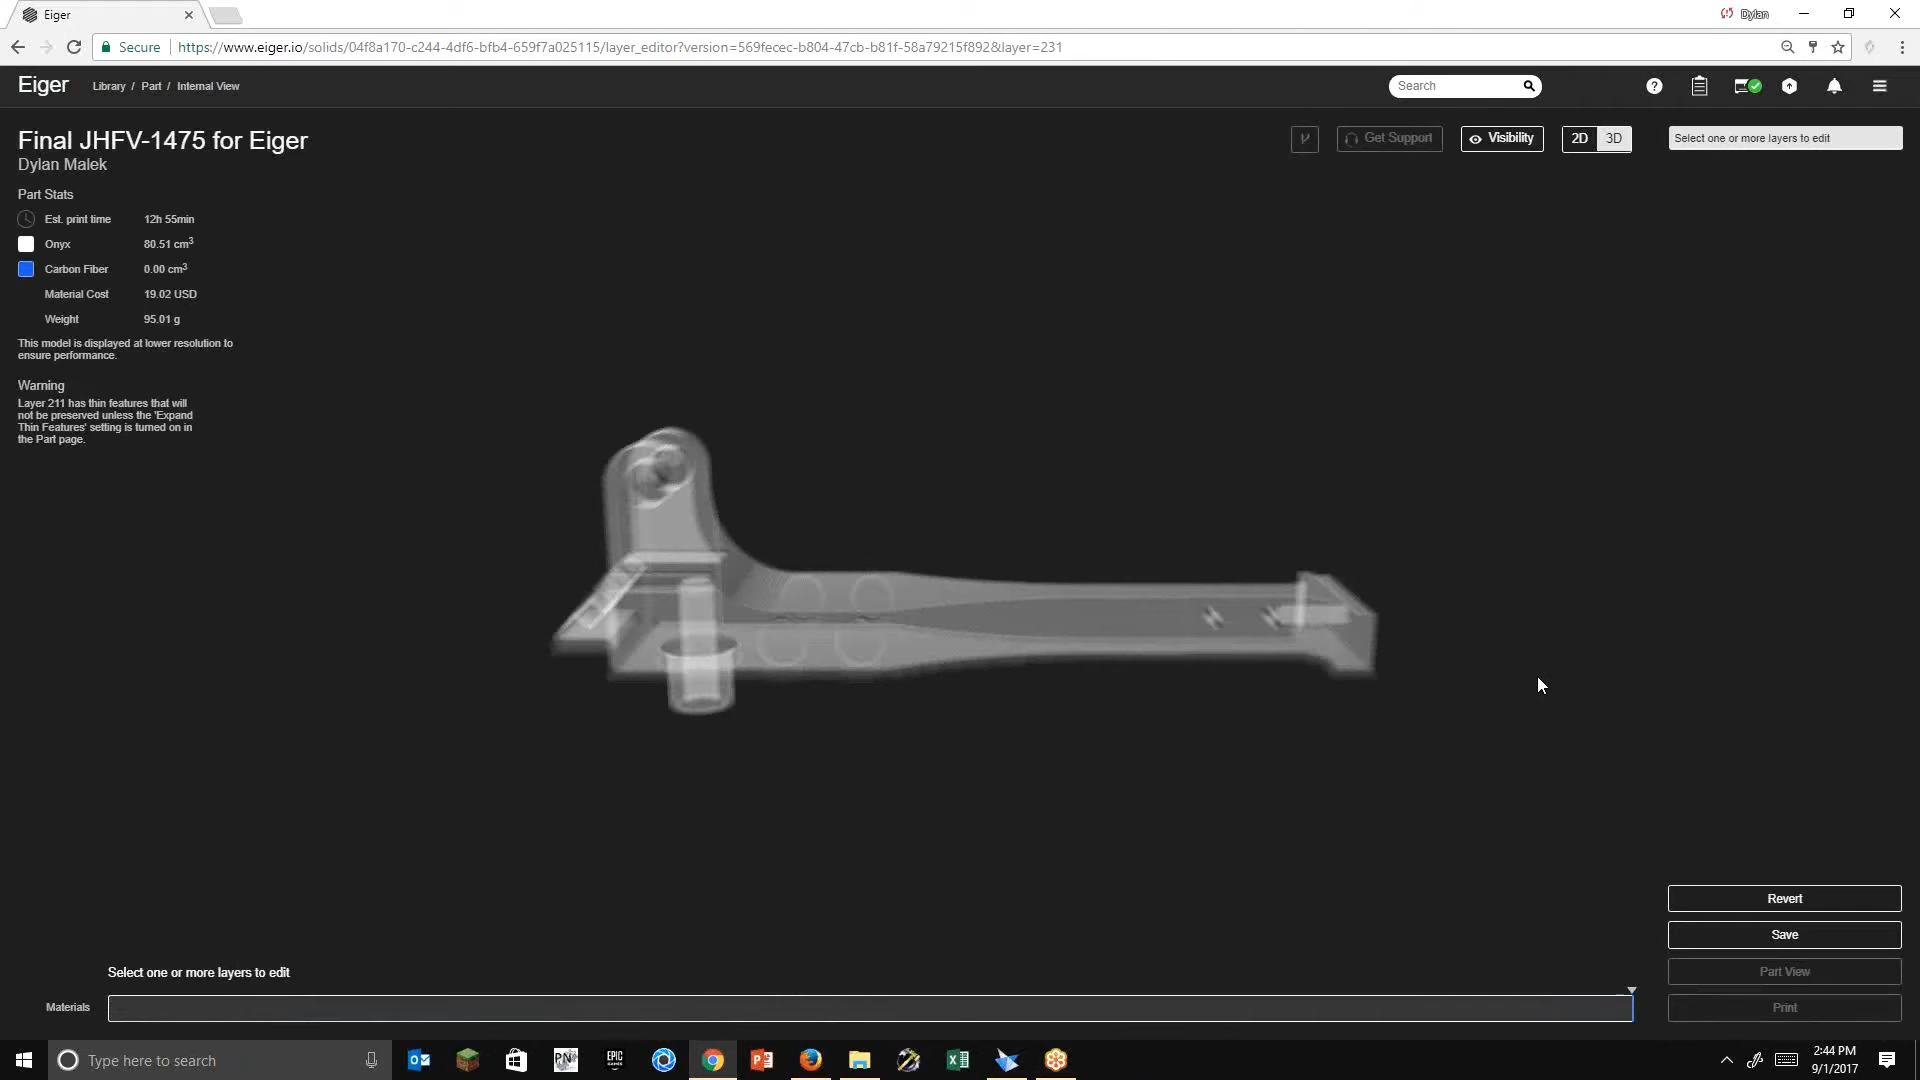 Eiger
Dylan
Secure
https://www.eiger.io/solids/04f8a170-c244-4df6-bfb4-659f7a025115/layer_editor?version=569fecec-b804-47cb-b81f-58a79215f892&layer=231
Eiger
Library / Part / Internal View
Search
Final JHFV-1475 for Eiger
Dylan Malek
Get Support
Visibility
2D 3D
Select one or more layers to edit
Part Stats
Est. print time 12h 55min
Onyx 80.51 cm3
Carbon Fiber 0.00 cm3
Material Cost 19.02 USD
Weight 95.01 g
This model is displayed at lower resolution to
ensure performance.
Warning
Layer 211 has thin features that will
not be preserved unless the 'Expand
Thin Features' setting is turned on in
the Part page.
Revert
Save
Part View
Print
Select one or more layers to edit
Materials
Type here to search
PN
EPIC
GAMES
2:44 PM
9/1/2017